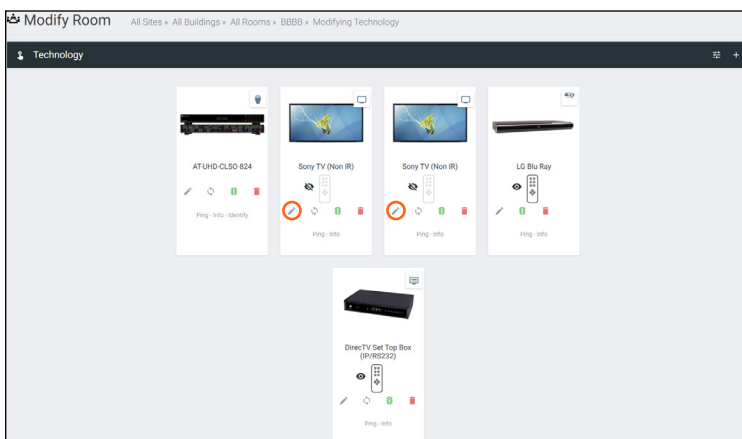 Modify Room
All Sites » All Buildings » All Rooms » BBBB » Modifying Technology
Technology
AT-UHD-CLSO-824
Ping - Info - Identify
Sony TV (Non IR)
Ping - Info
Sony TV (Non IR)
Ping - Info
LG Blu Ray
Ping - Info
DirecTV Set Top Box
(IP/RS232)
Ping - Info